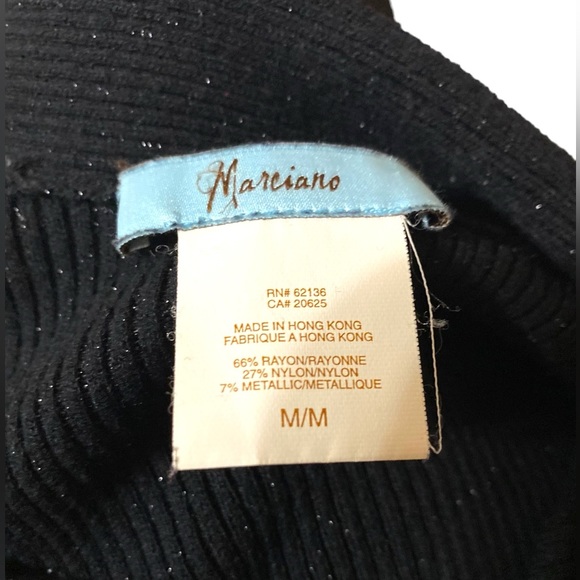 Marciano
RN# 62136
CA# 20625
MADE IN HONG KONG
FABRIQUE A HONG KONG
66% RAYON/RAYONNE
27% NYLON/NYLON
7% METALLIC/METALLIQUE
M/M